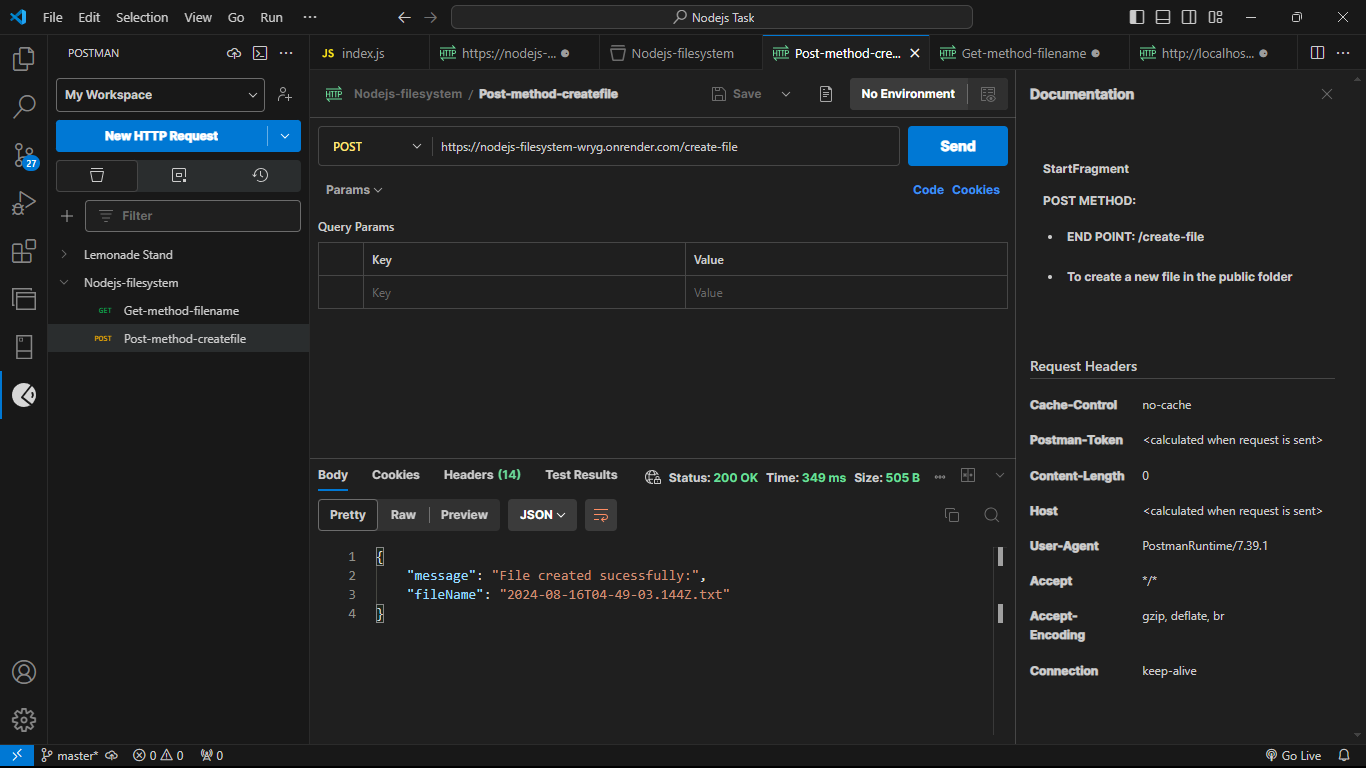 File Edit Selection View Go Run ··· Nodejs Task
POSTMAN
JS index.js
HTTP https://nodejs-...
Nodejs-filesystem
HTTP Post-method-cre...
HTTP Get-method-filename
HTTP http://localhos...
My Workspace
New HTTP Request
Filter
Lemonade Stand
Nodejs-filesystem
GET Get-method-filename
POST Post-method-createfile
27
HTTP Nodejs-filesystem / Post-method-createfile
Save
No Environment
POST https://nodejs-filesystem-wryg.onrender.com/create-file
Send
Params
Code Cookies
Query Params
Key Value
Key Value
Body Cookies Headers (14) Test Results Status: 200 OK Time: 349 ms Size: 505 B
Pretty Raw Preview JSON
1 {
2 "message": "File created sucessfully:",
3 "fileName": "2024-08-16T04-49-03.144Z.txt"
4 }
Documentation
StartFragment
POST METHOD:
• END POINT: /create-file
• To create a new file in the public folder
Request Headers
Cache-Control no-cache
Postman-Token <calculated when request is sent>
Content-Length 0
Host <calculated when request is sent>
User-Agent PostmanRuntime/7.39.1
Accept */*
Accept-
Encoding gzip, deflate, br
Connection keep-alive
master* 0 0 0 Go Live